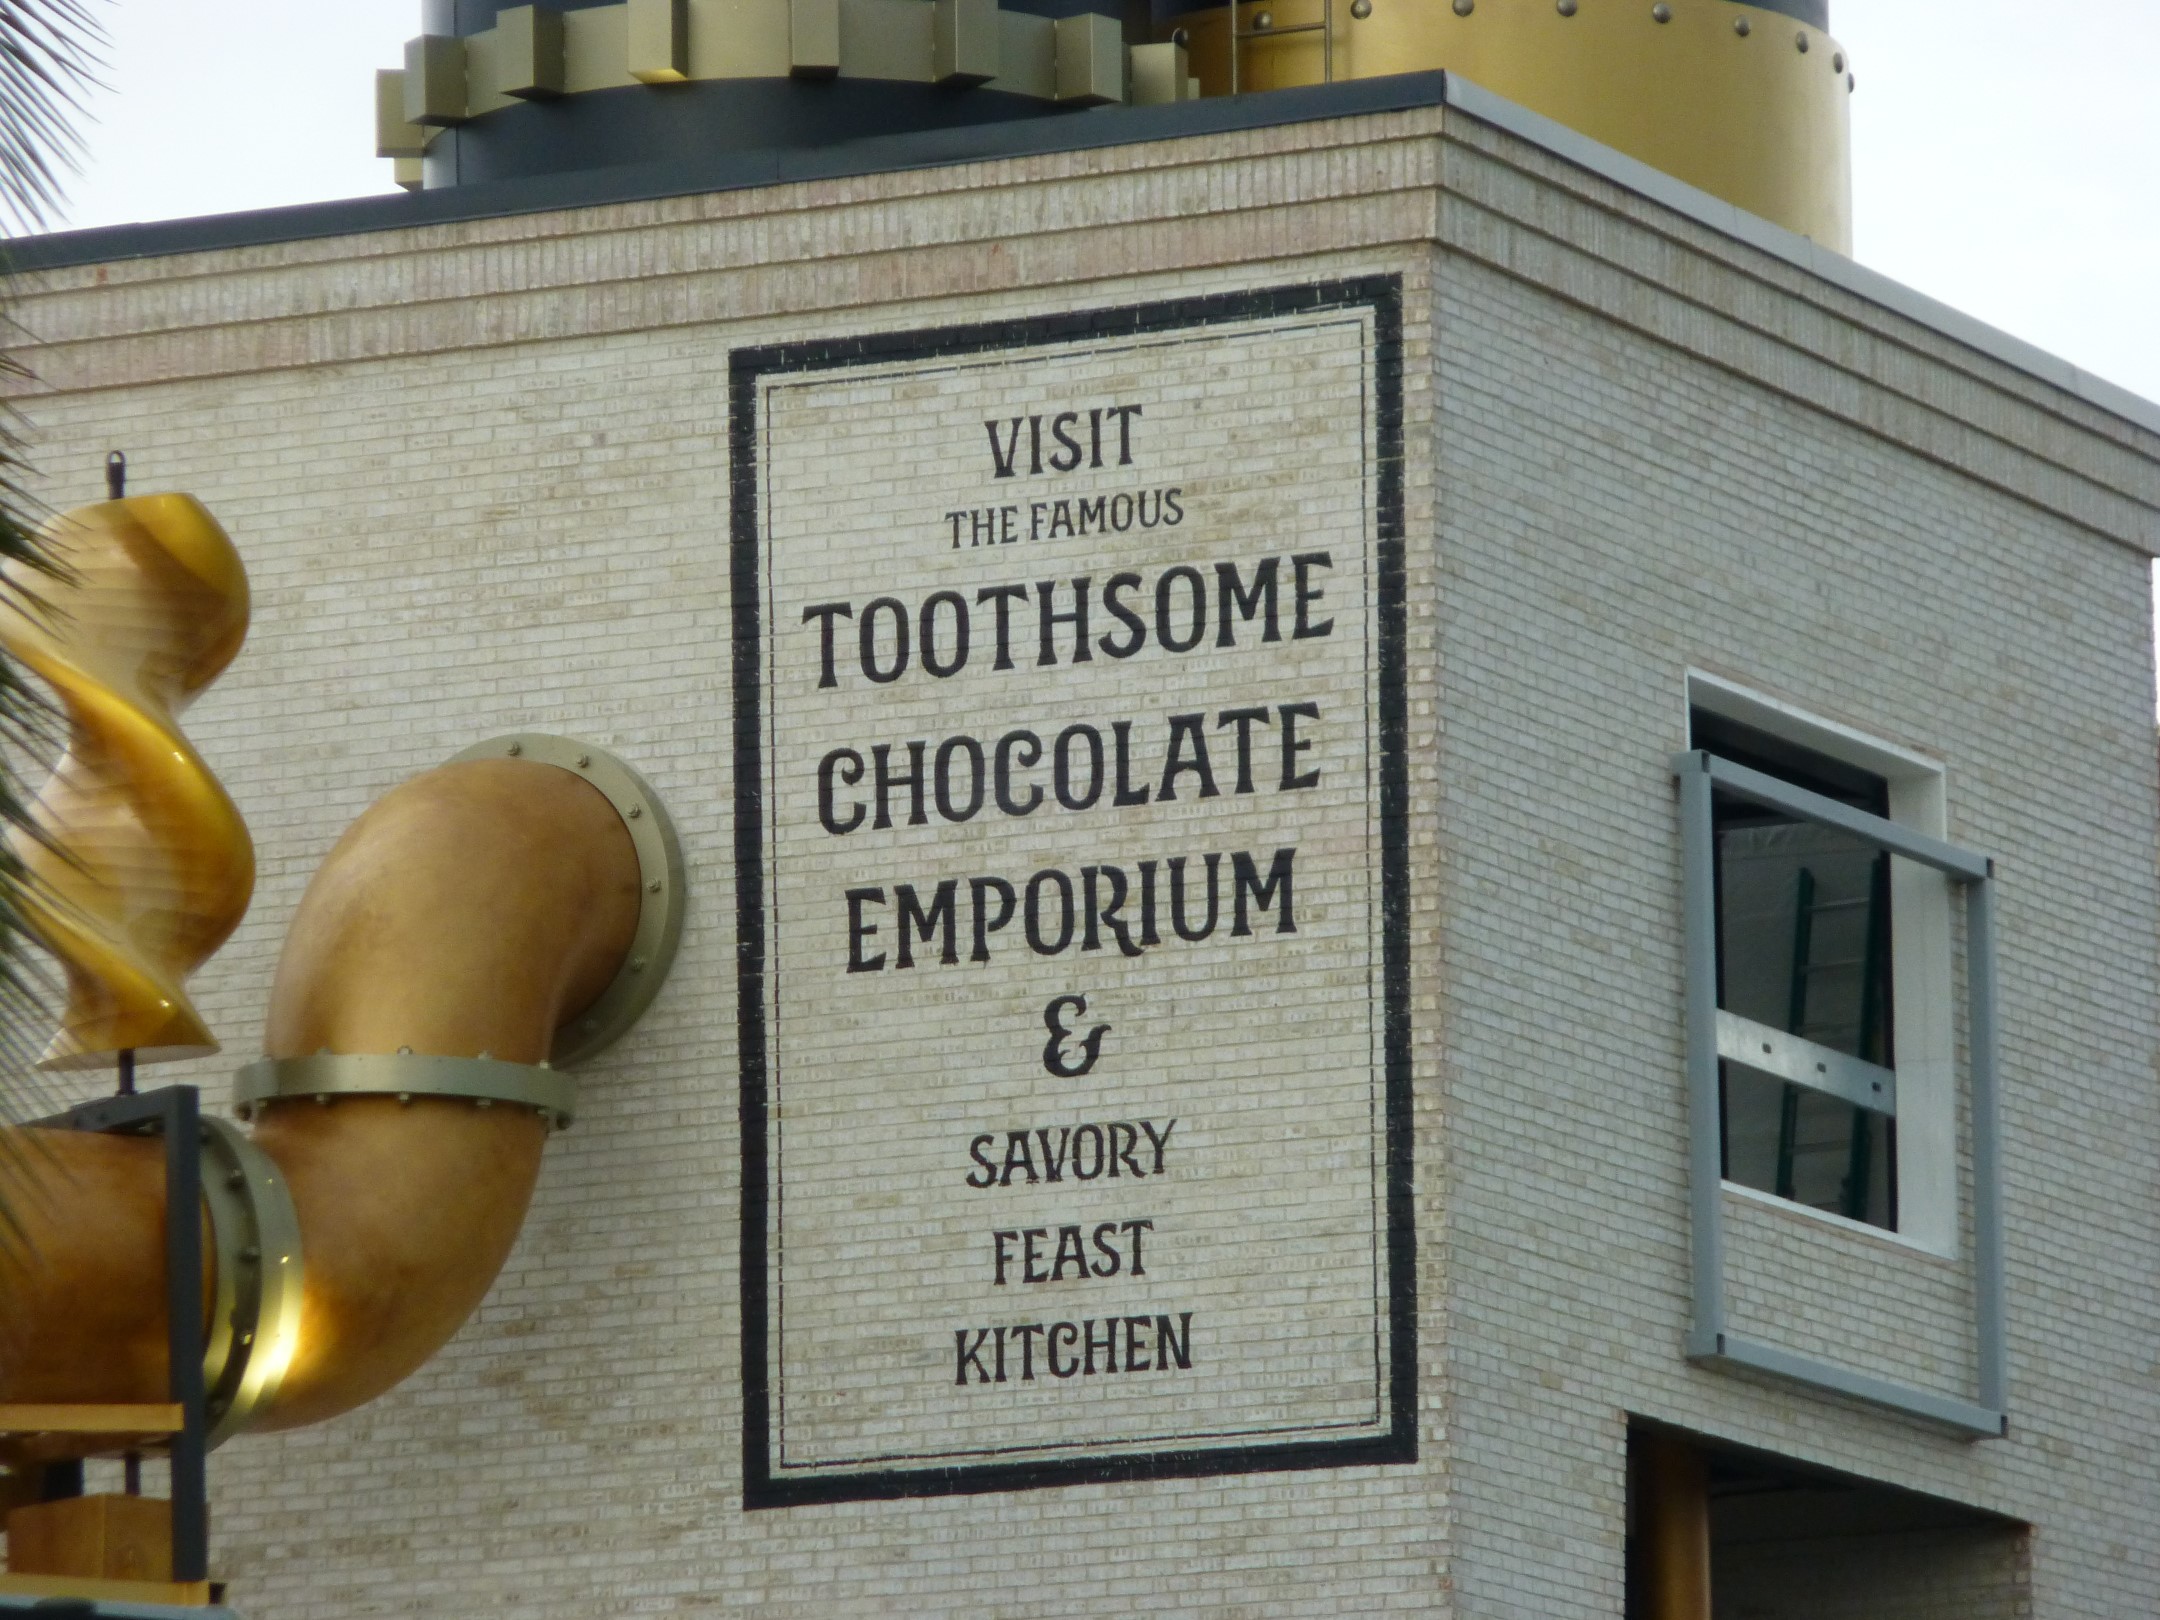 VISIT
THE FAMOUS
TOOTHSOME
CHOCOLATE
EMPORIUM
&
SAVORY
FEAST
KITCHEN